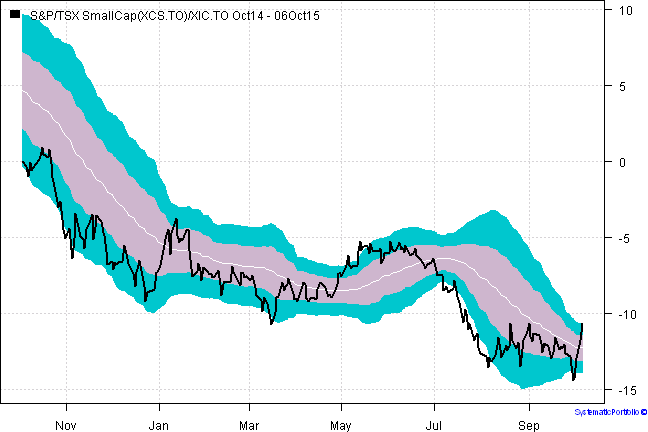 S&P/TSX SmallCap(XCS.TO)/XIC.TO Oct14 - 06Oct15
10
5
0
-5
-10
-15
Nov Jan Mar May Jul Sep
SystematicPortfolio ©